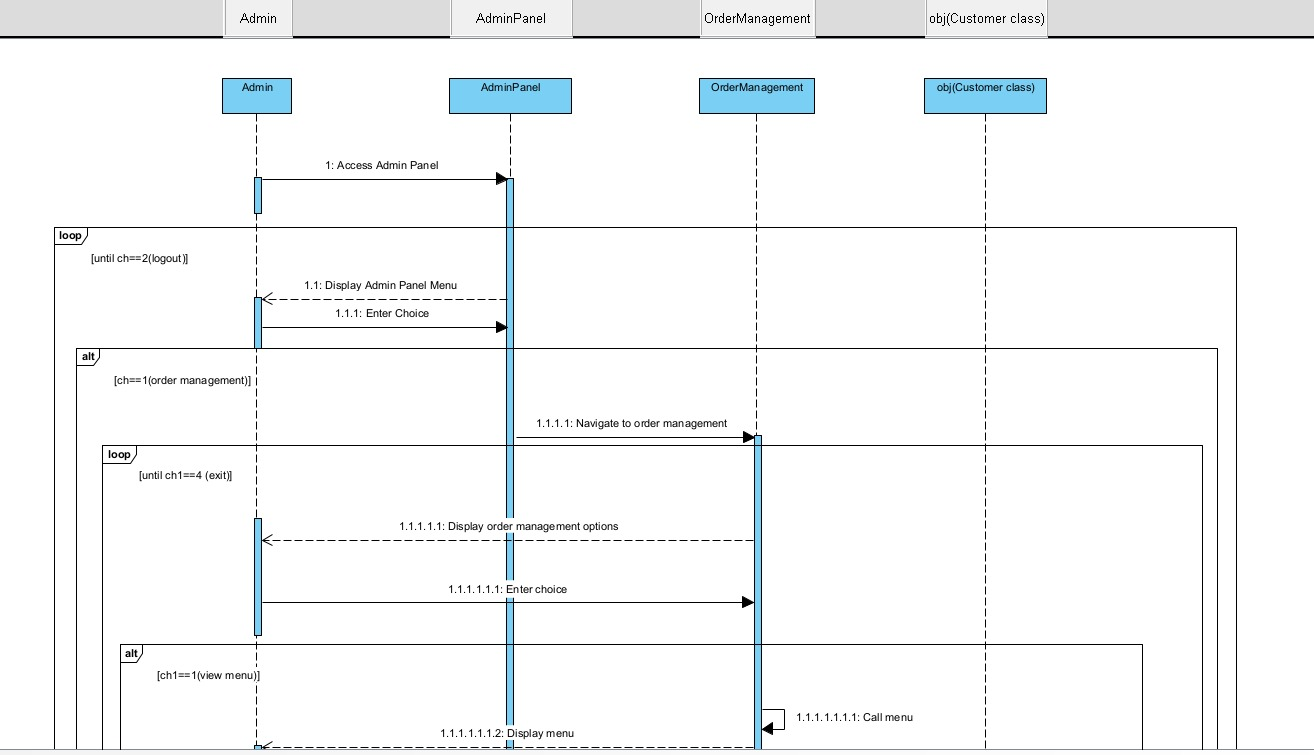 Admin
AdminPanel
OrderManagement
obj(Customer class)
Admin
AdminPanel
OrderManagement
obj(Customer class)
1: Access Admin Panel
loop
[until ch==2(logout)]
1.1: Display Admin Panel Menu
1.1.1: Enter Choice
alt
[ch==1(order management)]
1.1.1.1: Navigate to order management
loop
[until ch1==4 (exit)]
1.1.1.1.1: Display order management options
1.1.1.1.1.1: Enter choice
alt
[ch1==1(view menu)]
1.1.1.1.1.1.1: Call menu
1.1.1.1.1.1.2: Display menu